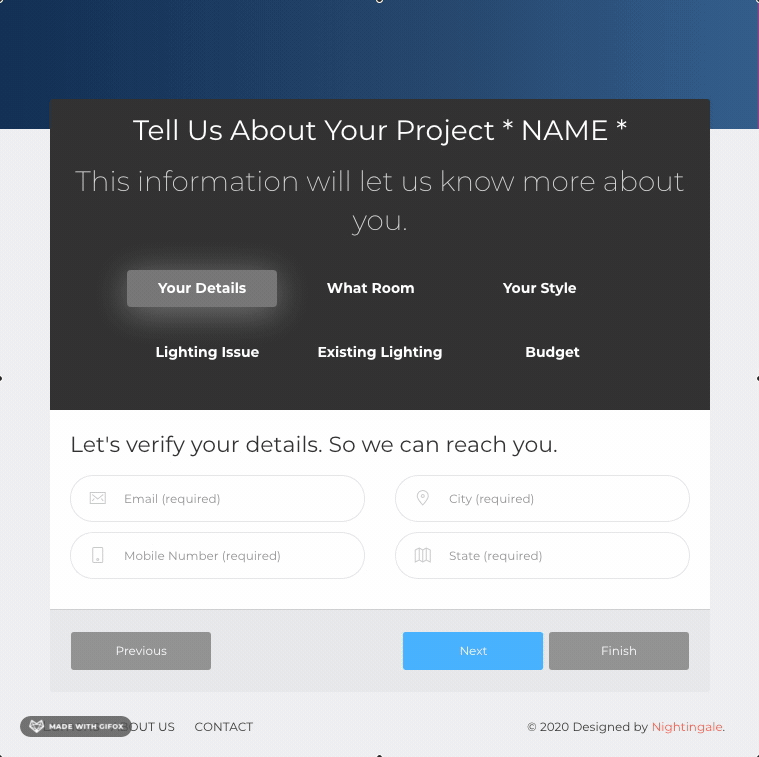 Tell Us About Your Project * NAME *
This information will let us know more about
you.
Your Details What Room Your Style
Lighting Issue Existing Lighting Budget
Let's verify your details. So we can reach you.
Email (required) City (required)
Mobile Number (required) State (required)
Previous Next Finish
MADE WITH GIFOX OUT US CONTACT © 2020 Designed by Nightingale.